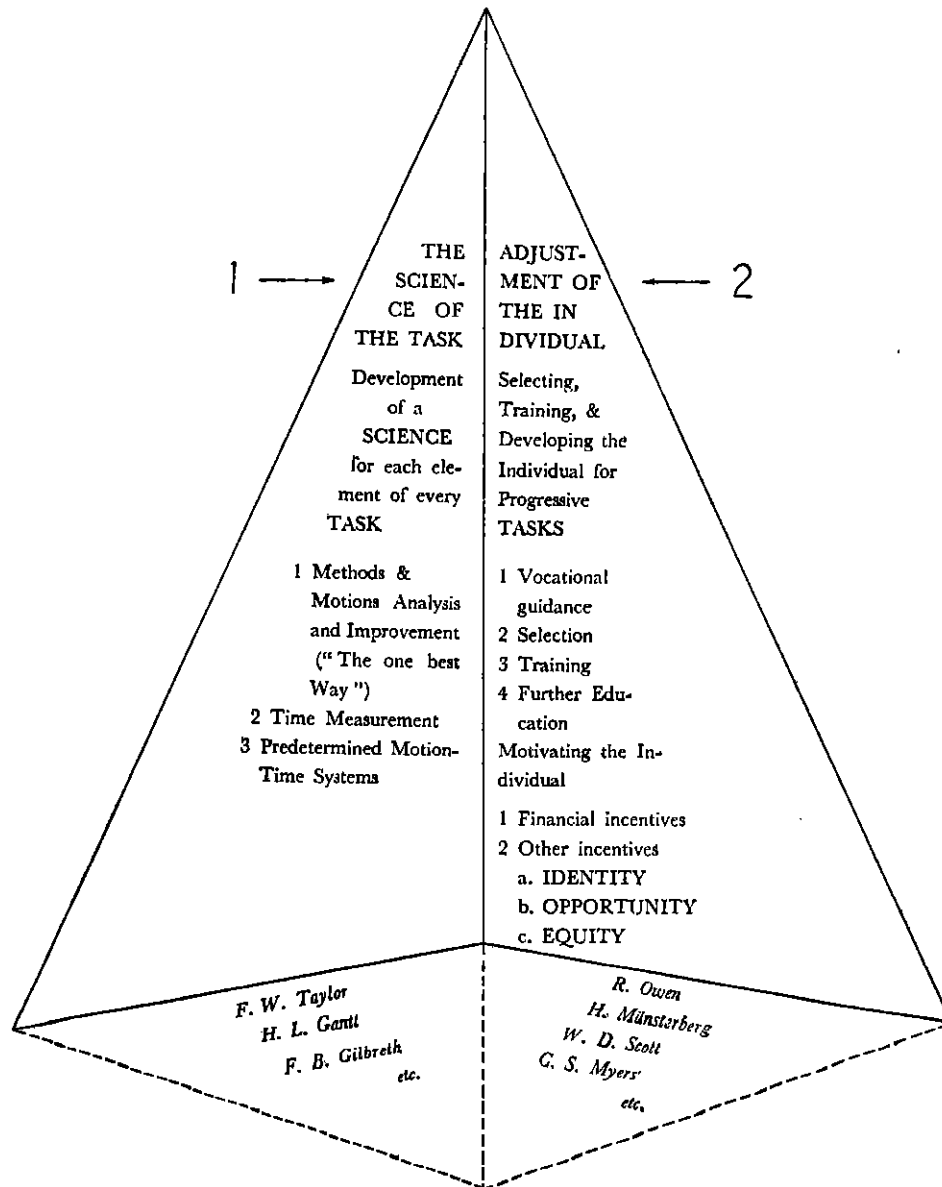 1
THE
SCIEN-
CE OF
THE TASK
Development
of a
SCIENCE
for each ele-
ment of every
TASK
1 Methods &
Motions Analysis
and Improvement
(“ The one best
Way ”)
2 Time Measurement
3 Predetermined Motion-
Time Systems
2
ADJUST-
MENT OF
THE IN
DIVIDUAL
Selecting,
Training, &
Developing the
Individual for
Progressive
TASKS
1 Vocational
guidance
2 Selection
3 Training
4 Further Edu-
cation
Motivating the In-
dividual
1 Financial incentives
2 Other incentives
a. IDENTITY
b. OPPORTUNITY
c. EQUITY
F. W. Taylor
H. L. Gantt
F. B. Gilbreth
etc.
R. Owen
H. Münsterberg
W. D. Scott
C. S. Myers
etc.